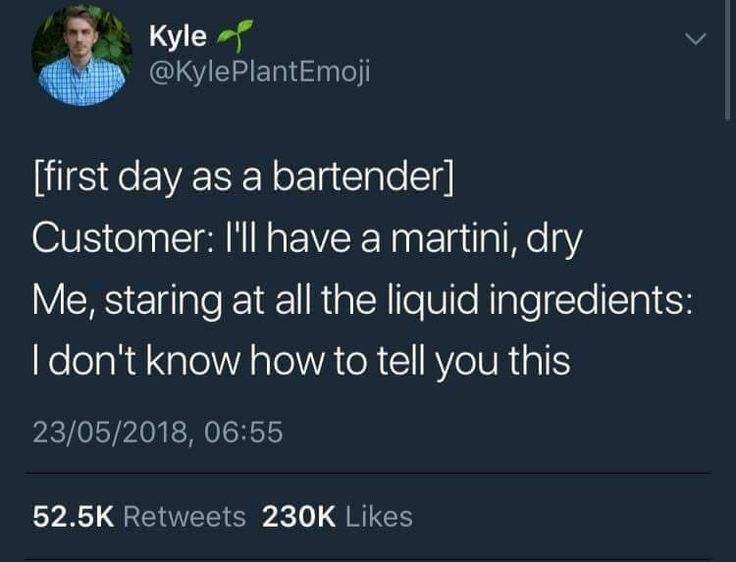 Kyle 🌱
@KylePlantEmoji
[first day as a bartender]
Customer: I'll have a martini, dry
Me, staring at all the liquid ingredients:
I don't know how to tell you this
23/05/2018, 06:55
52.5K Retweets 230K Likes